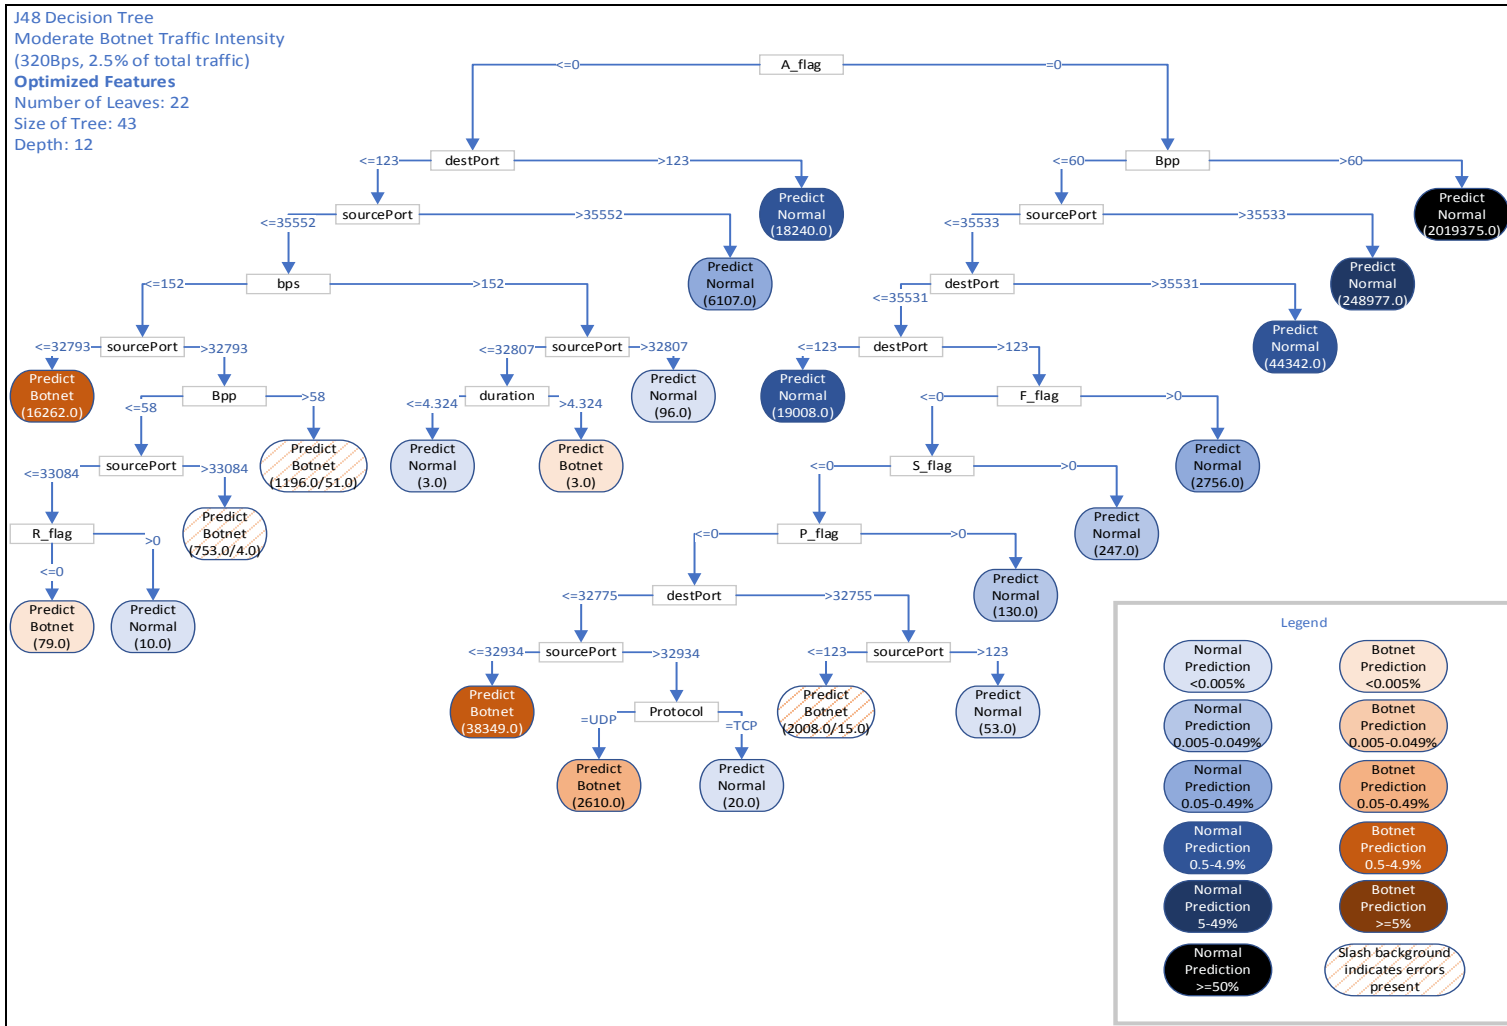 J48 Decision Tree
Moderate Botnet Traffic Intensity
(320Bps, 2.5% of total traffic)
Optimized Features
Number of Leaves: 22
Size of Tree: 43
Depth: 12
<=0
A_flag
=0
<=123
destPort
>123
<=60
Bpp
>60
Predict
Normal
(18240.0)
Predict
Normal
(2019375.0)
<=35552
sourcePort
>35552
<=35533
sourcePort
>35533
Predict
Normal
(6107.0)
Predict
Normal
(248977.0)
<=152
bps
>152
<=35531
destPort
>35531
Predict
Normal
(44342.0)
<=32793
sourcePort
>32793
<=32807
sourcePort
>32807
<=123
destPort
>123
Predict
Botnet
(16262.0)
<=58
Bpp
>58
<=4.324
duration
>4.324
Predict
Normal
(96.0)
Predict
Normal
(19008.0)
<=0
F_flag
>0
<=33084
sourcePort
>33084
Predict
Botnet
(1196.0/51.0)
Predict
Normal
(3.0)
Predict
Botnet
(3.0)
<=0
S_flag
>0
Predict
Normal
(2756.0)
R_flag
<=0
>0
Predict
Botnet
(753.0/4.0)
<=0
P_flag
>0
Predict
Normal
(247.0)
Predict
Botnet
(79.0)
Predict
Normal
(10.0)
<=32775
destPort
>32755
Predict
Normal
(130.0)
<=32934
sourcePort
>32934
<=123
sourcePort
>123
Predict
Botnet
(38349.0)
=UDP
Protocol
=TCP
Predict
Botnet
(2008.0/15.0)
Predict
Normal
(53.0)
Predict
Botnet
(2610.0)
Predict
Normal
(20.0)
Legend
Normal
Prediction
<0.005%
Botnet
Prediction
<0.005%
Normal
Prediction
0.005-0.049%
Botnet
Prediction
0.005-0.049%
Normal
Prediction
0.05-0.49%
Botnet
Prediction
0.05-0.49%
Normal
Prediction
0.5-4.9%
Botnet
Prediction
0.5-4.9%
Normal
Prediction
5-49%
Botnet
Prediction
>=5%
Normal
Prediction
>=50%
Slash background
indicates errors
present